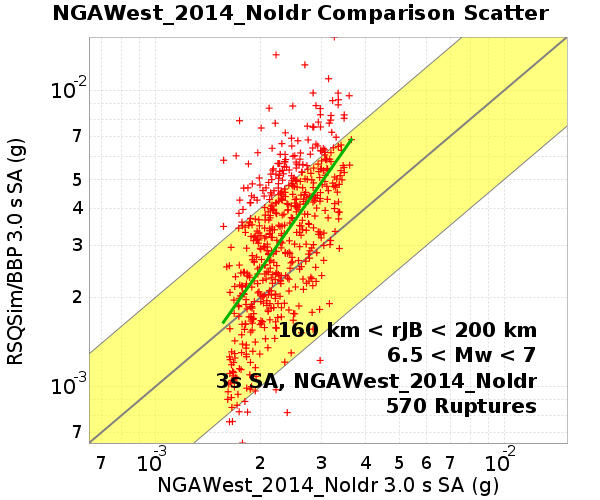 NGAWest_2014_NoIdr Comparison Scatter
RSQSim/BBP 3.0 s SA (g)
10-2
7
5
4
3
2
10-3
7
160 km < rJB < 200 km
6.5 < Mw < 7
3s SA, NGAWest_2014_NoIdr
570 Ruptures
7 10-3 2 3 4 5 6 7 10-2
NGAWest_2014_NoIdr 3.0 s SA (g)